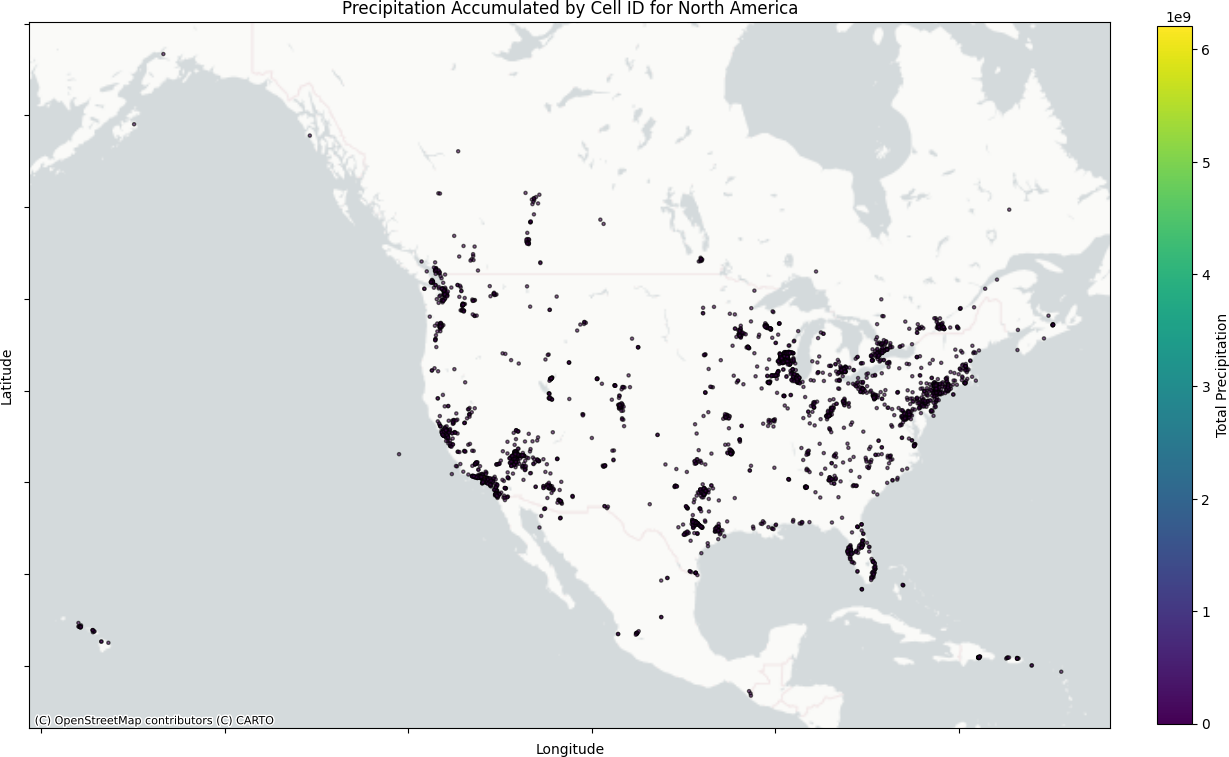 Precipitation Accumulated by Cell ID for North America
1e9
6
5
4
3
2
1
0
Total Precipitation
Latitude
Longitude
(C) OpenStreetMap contributors (C) CARTO